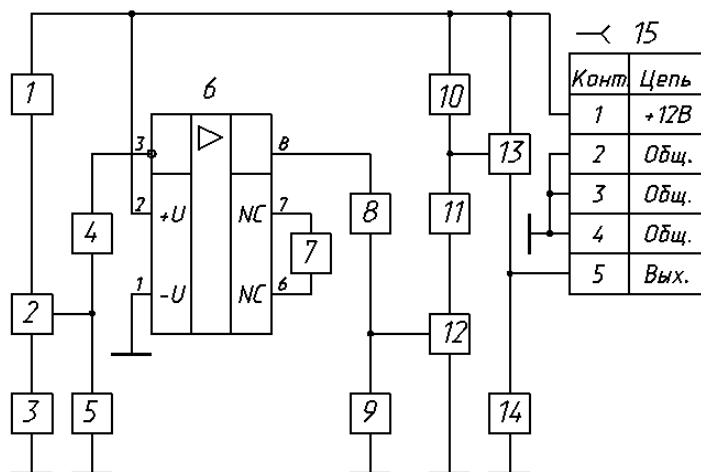 15
6
Конт. Цепь
1 10 1 +12В
3 8 13 2 Общ.
2 +U NC 7 8 11 3 Общ.
4 7 4 Общ.
1 -U NC 6 5 Вых.
2 12
3 5 9 14